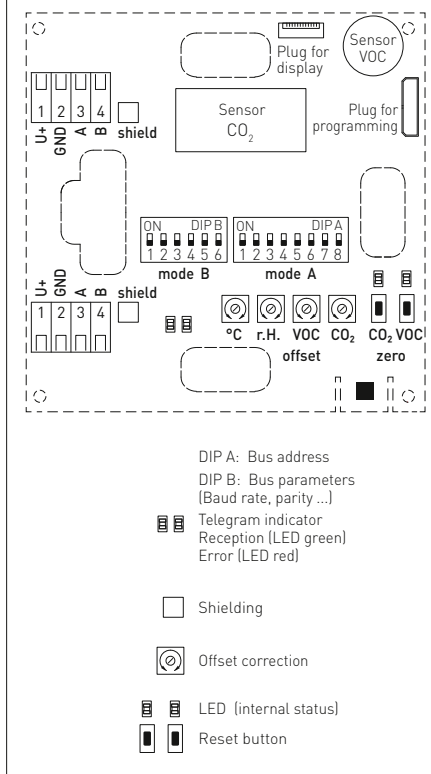 Plug for
display
Sensor
VOC
Sensor
CO₂
Plug for
programming
1 2 3 4
U+ GND A B shield
ON DIP B
1 2 3 4 5 6
mode B
ON DIP A
1 2 3 4 5 6 7 8
mode A
U+ GND A B shield
1 2 3 4
°C r.H. VOC CO₂ CO₂ VOC
offset zero
DIP A: Bus address
DIP B: Bus parameters
(Baud rate, parity ...)
Telegram indicator
Reception (LED green)
Error (LED red)
Shielding
Offset correction
LED (internal status)
Reset button